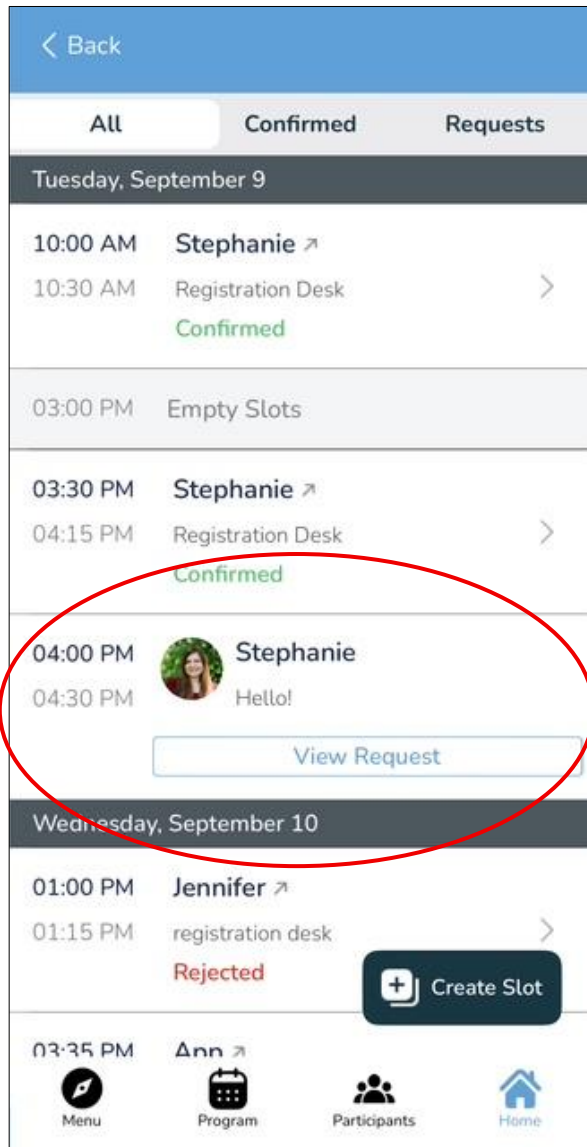 Back
All Confirmed Requests
Tuesday, September 9
10:00 AM Stephanie
10:30 AM Registration Desk
Confirmed
03:00 PM Empty Slots
03:30 PM Stephanie
04:15 PM Registration Desk
Confirmed
04:00 PM Stephanie
04:30 PM Hello!
View Request
Wednesday, September 10
01:00 PM Jennifer
01:15 PM registration desk
Rejected
Create Slot
03:35 PM Ann
Menu Program Participants Home